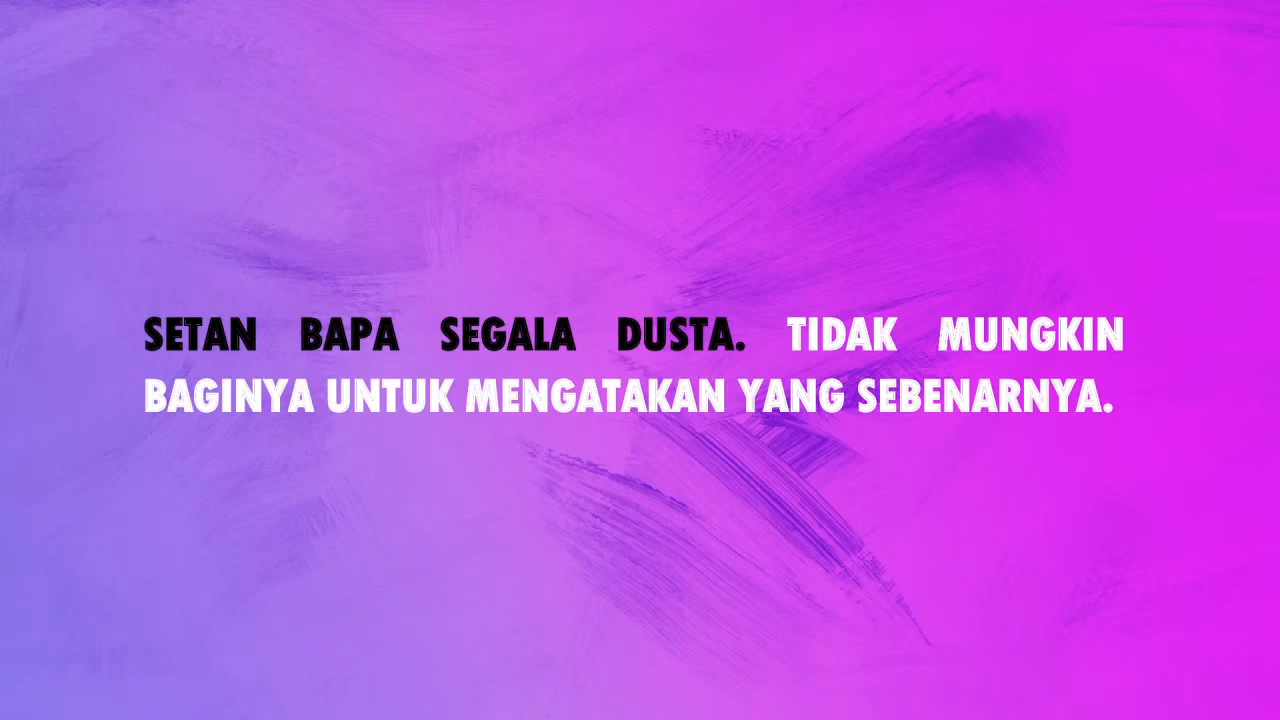 SETAN BAPA SEGALA DUSTA. TIDAK MUNGKIN
BAGINYA UNTUK MENGATAKAN YANG SEBENARNYA.